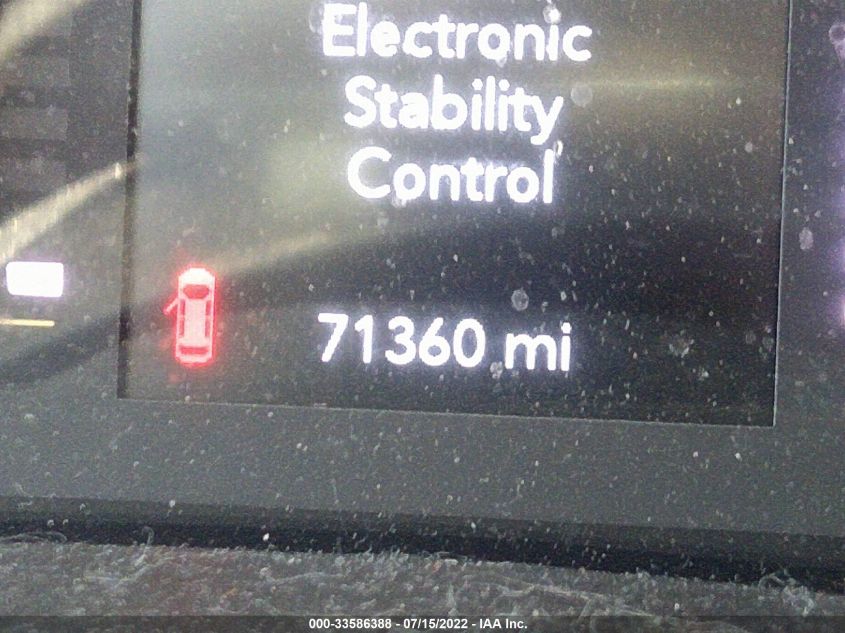 Electronic
Stability
Control
71360 mi
000-33586388 - 07/15/2022 - IAA Inc.